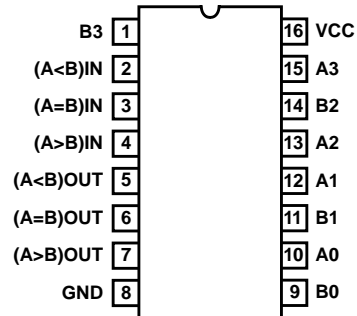 B3 1 16 VCC
(A<B)IN 2 15 A3
(A=B)IN 3 14 B2
(A>B)IN 4 13 A2
(A<B)OUT 5 12 A1
(A=B)OUT 6 11 B1
(A>B)OUT 7 10 A0
GND 8 9 B0